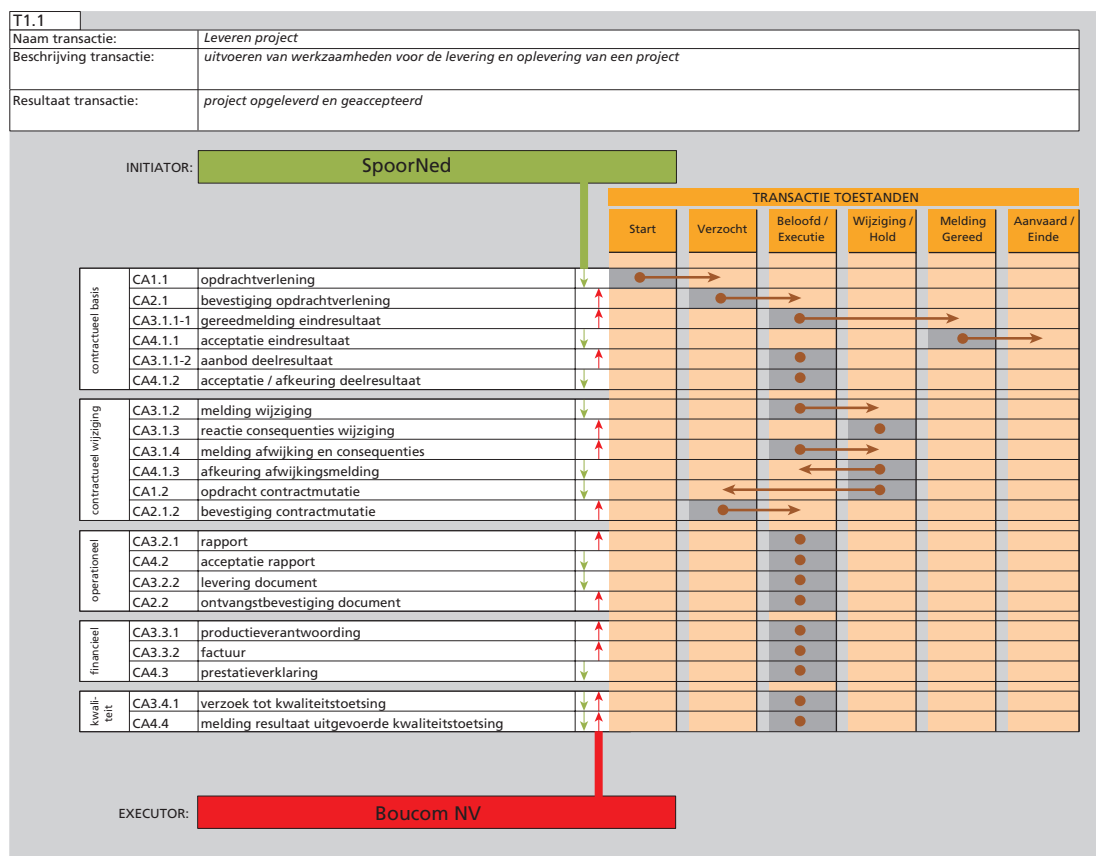 T1.1
Naam transactie: Leveren project
Beschrijving transactie: uitvoeren van werkzaamheden voor de levering en oplevering van een project
Resultaat transactie: project opgeleverd en geaccepteerd
INITIATOR: SpoorNed
TRANSACTIE TOESTANDEN
Start
Verzocht
Beloofd /
Executie
Wijziging /
Hold
Melding
Gereed
Aanvaard /
Einde
contractueel basis
CA1.1 opdrachtverlening
CA2.1 bevestiging opdrachtverlening
CA3.1.1-1 gereedmelding eindresultaat
CA4.1.1 acceptatie eindresultaat
CA3.1.1-2 aanbod deelresultaat
CA4.1.2 acceptatie / afkeuring deelresultaat
contractueel wijziging
CA3.1.2 melding wijziging
CA3.1.3 reactie consequenties wijziging
CA3.1.4 melding afwijking en consequenties
CA4.1.3 afkeuring afwijkingsmelding
CA1.2 opdracht contractmutatie
CA2.1.2 bevestiging contractmutatie
operationeel
CA3.2.1 rapport
CA4.2 acceptatie rapport
CA3.2.2 levering document
CA2.2 ontvangstbevestiging document
financieel
CA3.3.1 productieverantwoording
CA3.3.2 factuur
CA4.3 prestatieverklaring
kwali-
teit
CA3.4.1 verzoek tot kwaliteitstoetsing
CA4.4 melding resultaat uitgevoerde kwaliteitstoetsing
EXECUTOR: Boucom NV